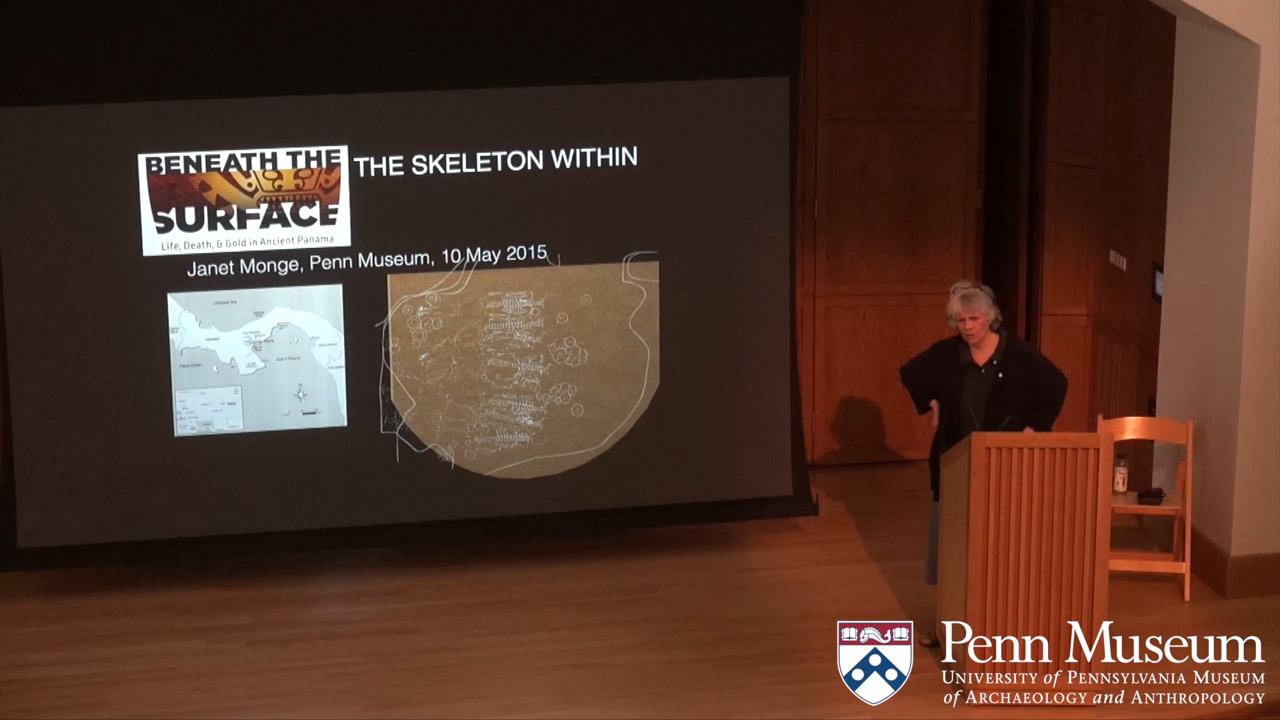 BENEATH THE
SURFACE
Life, Death, & Gold in Ancient Panama
THE SKELETON WITHIN
Janet Monge, Penn Museum, 10 May 2015
Penn Museum
UNIVERSITY of PENNSYLVANIA MUSEUM
of ARCHAEOLOGY and ANTHROPOLOGY